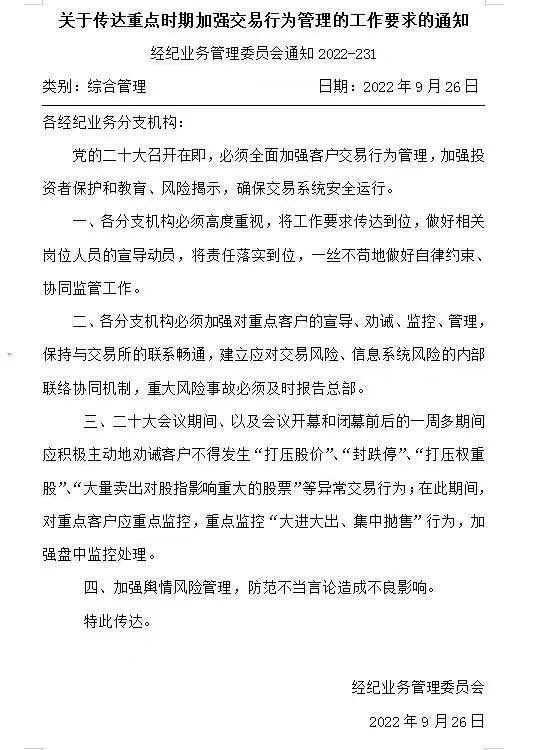 关于传达重点时期加强交易行为管理的工作要求的通知
经纪业务管理委员会通知 2022-231
类别：综合管理 日期：2022 年 9 月 26 日
各经纪业务分支机构：
党的二十大召开在即，必须全面加强客户交易行为管理，加强投
资者保护和教育、风险揭示，确保交易系统安全运行。
一、各分支机构必须高度重视，将工作要求传达到位，做好相关
岗位人员的宣导动员，将责任落实到位，一丝不苟地做好自律约束、
协同监管工作。
二、各分支机构必须加强对重点客户的宣导、劝诫、监控、管理，
保持与交易所的联系畅通，建立应对交易风险、信息系统风险的内部
联络协同机制，重大风险事故必须及时报告总部。
三、二十大会议期间、以及会议开幕和闭幕前后的一周多期间
应积极主动地劝诫客户不得发生“打压股价”、“封跌停”、“打压权重
股”、“大量卖出对股指影响重大的股票”等异常交易行为；在此期间，
对重点客户应重点监控，重点监控“大进大出、集中抛售”行为，加
强盘中监控处理。
四、加强舆情风险管理，防范不当言论造成不良影响。
特此传达。
经纪业务管理委员会
2022 年 9 月 26 日